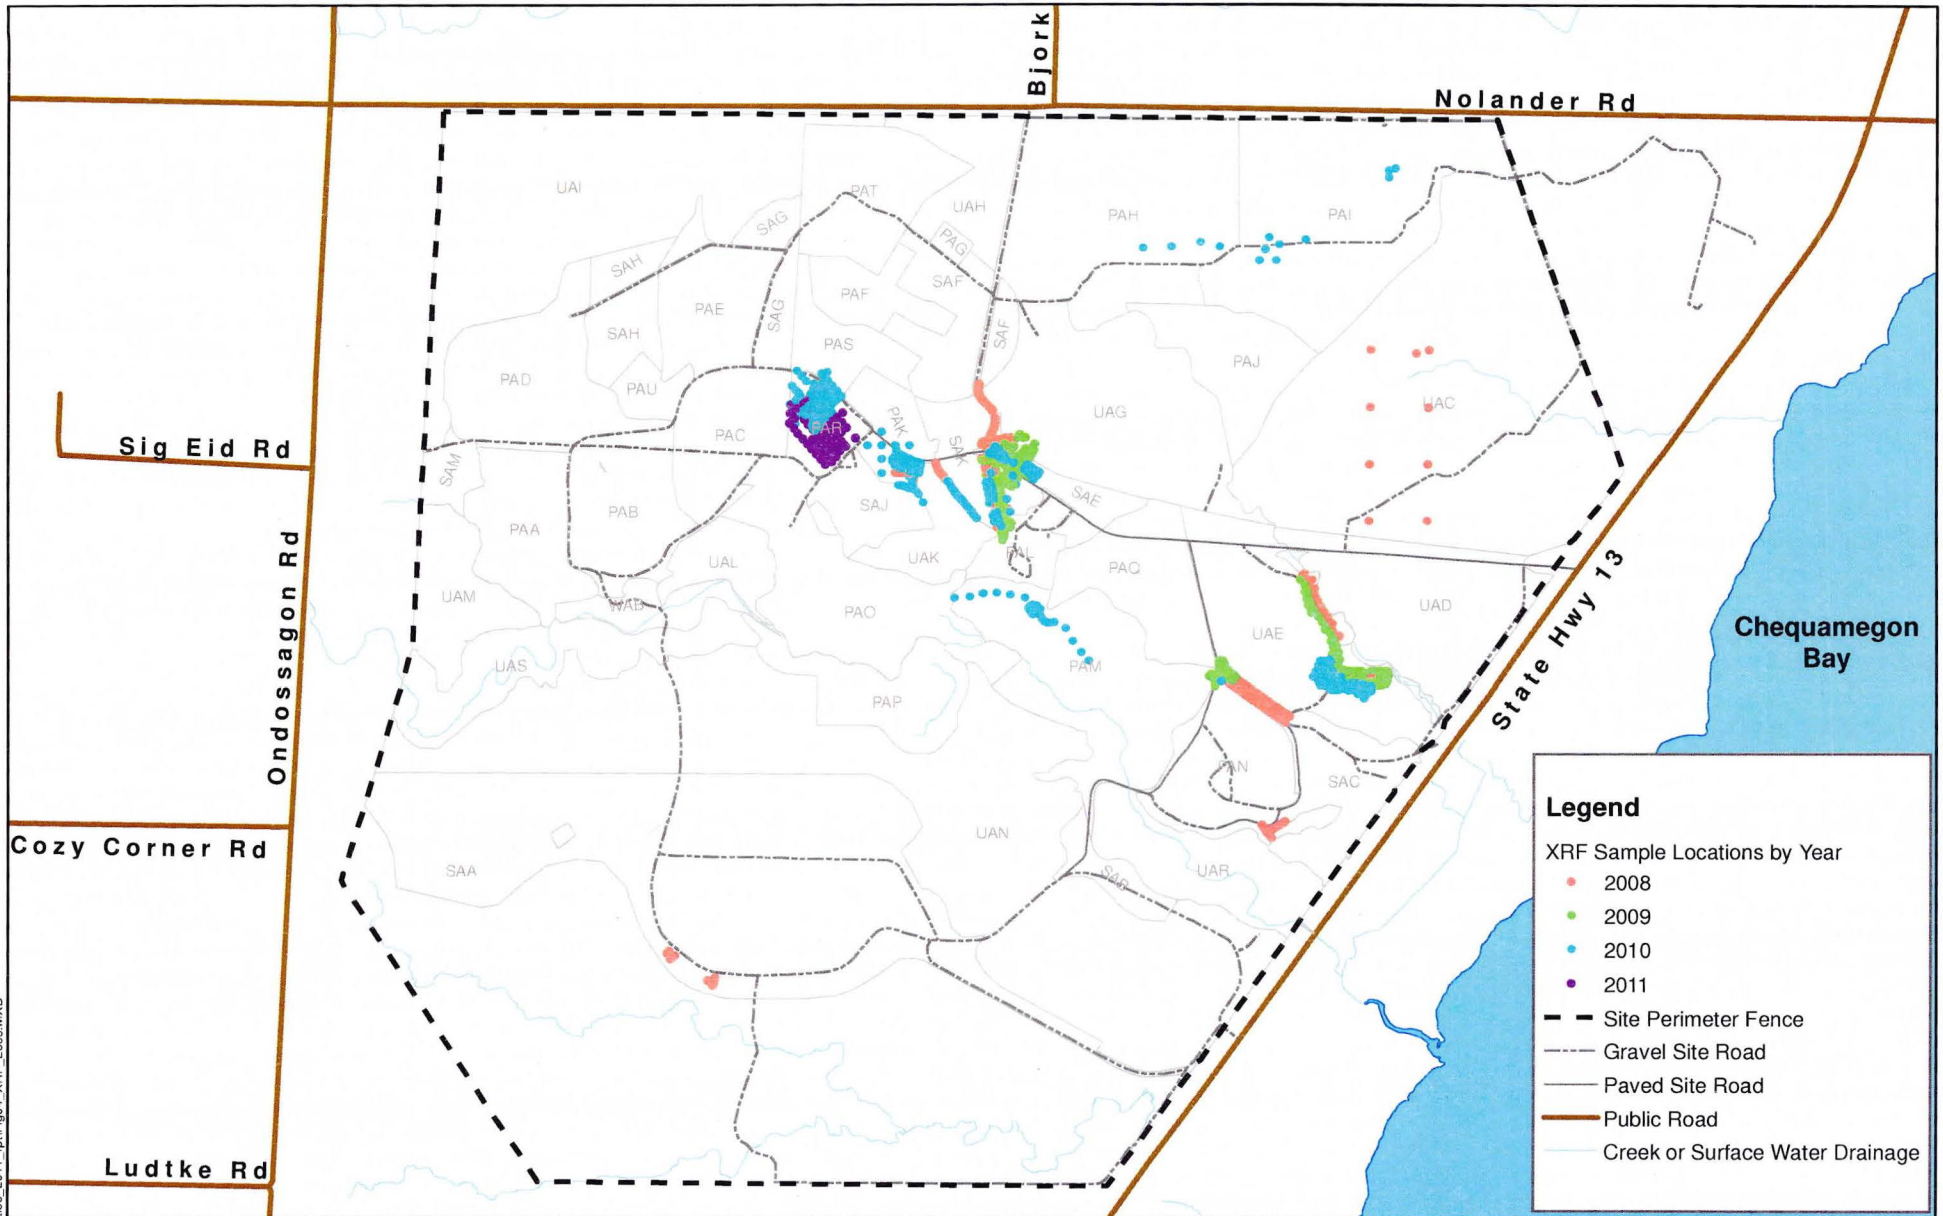 Bjork
Nolander Rd
UAI
PAT
SAG
UAH
PAH
PAI
PAG
SAH
SAF
PAE
SAG
PAF
SAH
PAS
SAF
PAJ
PAD
PAU
UAG
UAC
PAK
PAR
PAC
SAK
Sig Eid Rd
SAM
PAB
SAJ
SAE
PAA
UAK
PAL
UAL
PAQ
Ondossagon Rd
UAM
WAB
PAO
UAE
UAD
State Hwy 13
Chequamegon
Bay
UAS
PAM
PAP
PAN
SAC
UAN
Cozy Corner Rd
SAA
UAR
Ludtke Rd
Legend
XRF Sample Locations by Year
2008
2009
2010
2011
Site Perimeter Fence
Gravel Site Road
Paved Site Road
Public Road
Creek or Surface Water Drainage